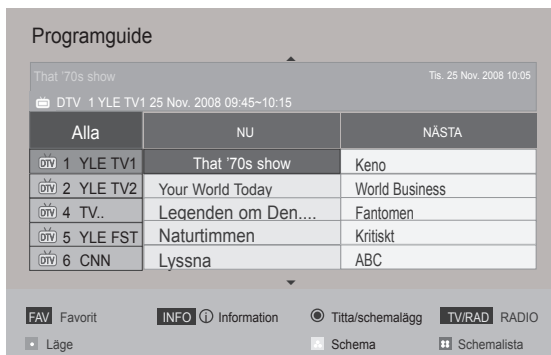 Programguide
That '70s show Tis. 25 Nov. 2008 10:05
DTV 1 YLE TV1 25 Nov. 2008 09:45~10:15
Alla NU NÄSTA
DTV 1 YLE TV1 That '70s show Keno
DTV 2 YLE TV2 Your World Today World Business
DTV 4 TV.. Legenden om Den.... Fantomen
DTV 5 YLE FST Naturtimmen Kritiskt
DTV 6 CNN Lyssna ABC
FAV Favorit INFO i Information Titta/schemalägg TV/RAD RADIO
Läge Schema Schemalista